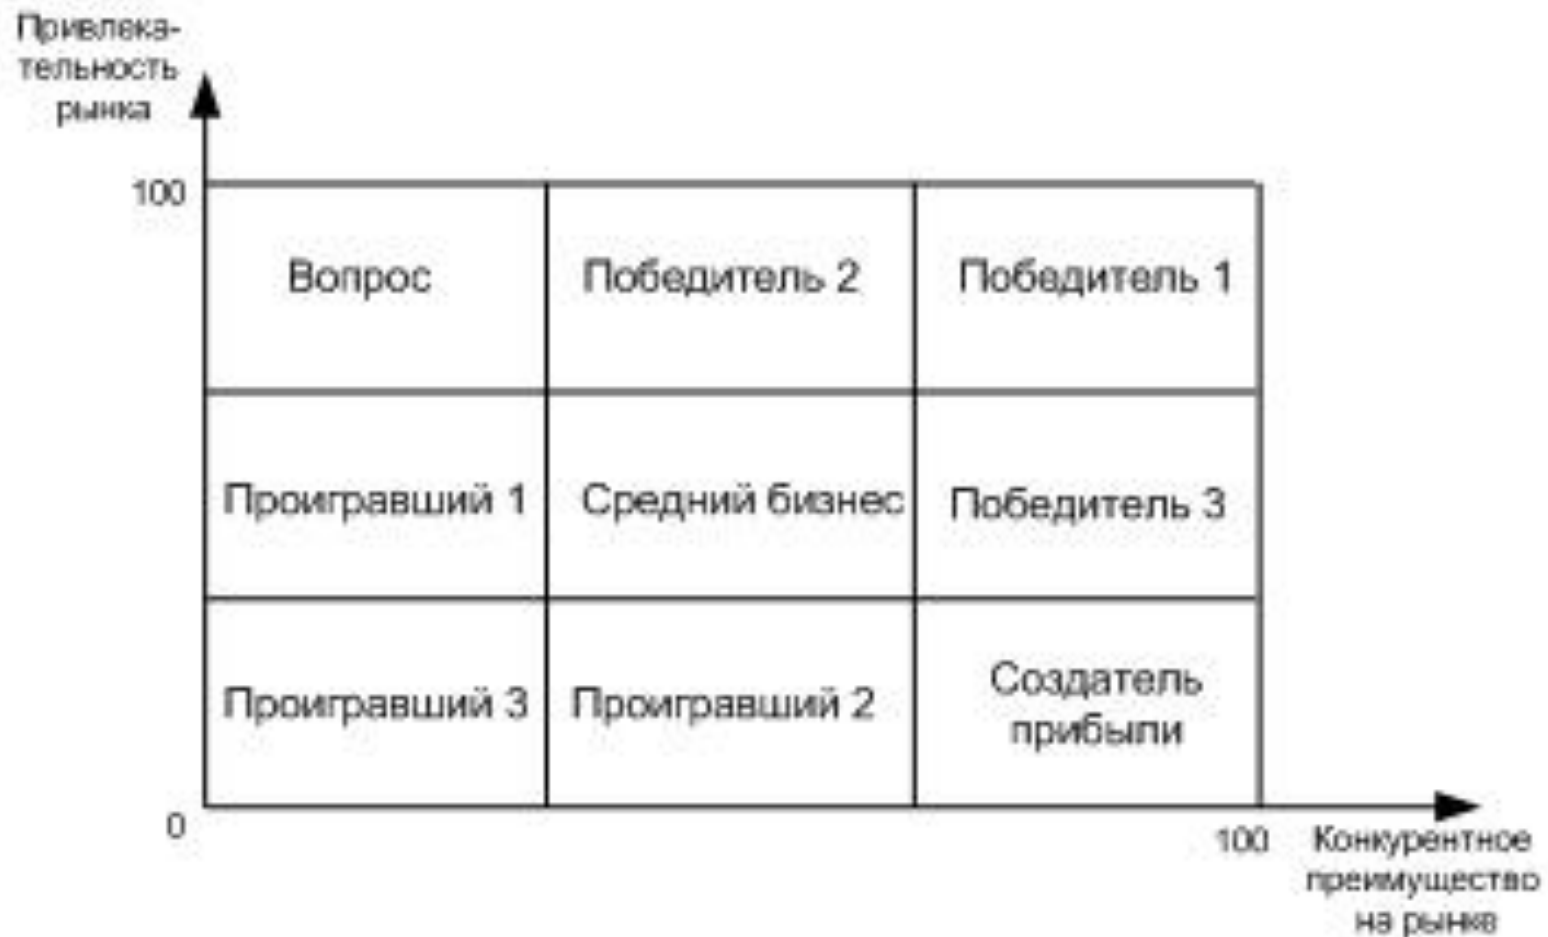 Привлека-
тельность
рынка
100
Вопрос
Победитель 2
Победитель 1
Проигравший 1
Средний бизнес
Победитель 3
Проигравший 3
Проигравший 2
Создатель
прибыли
0
100
Конкурентное
преимущество
на рынке